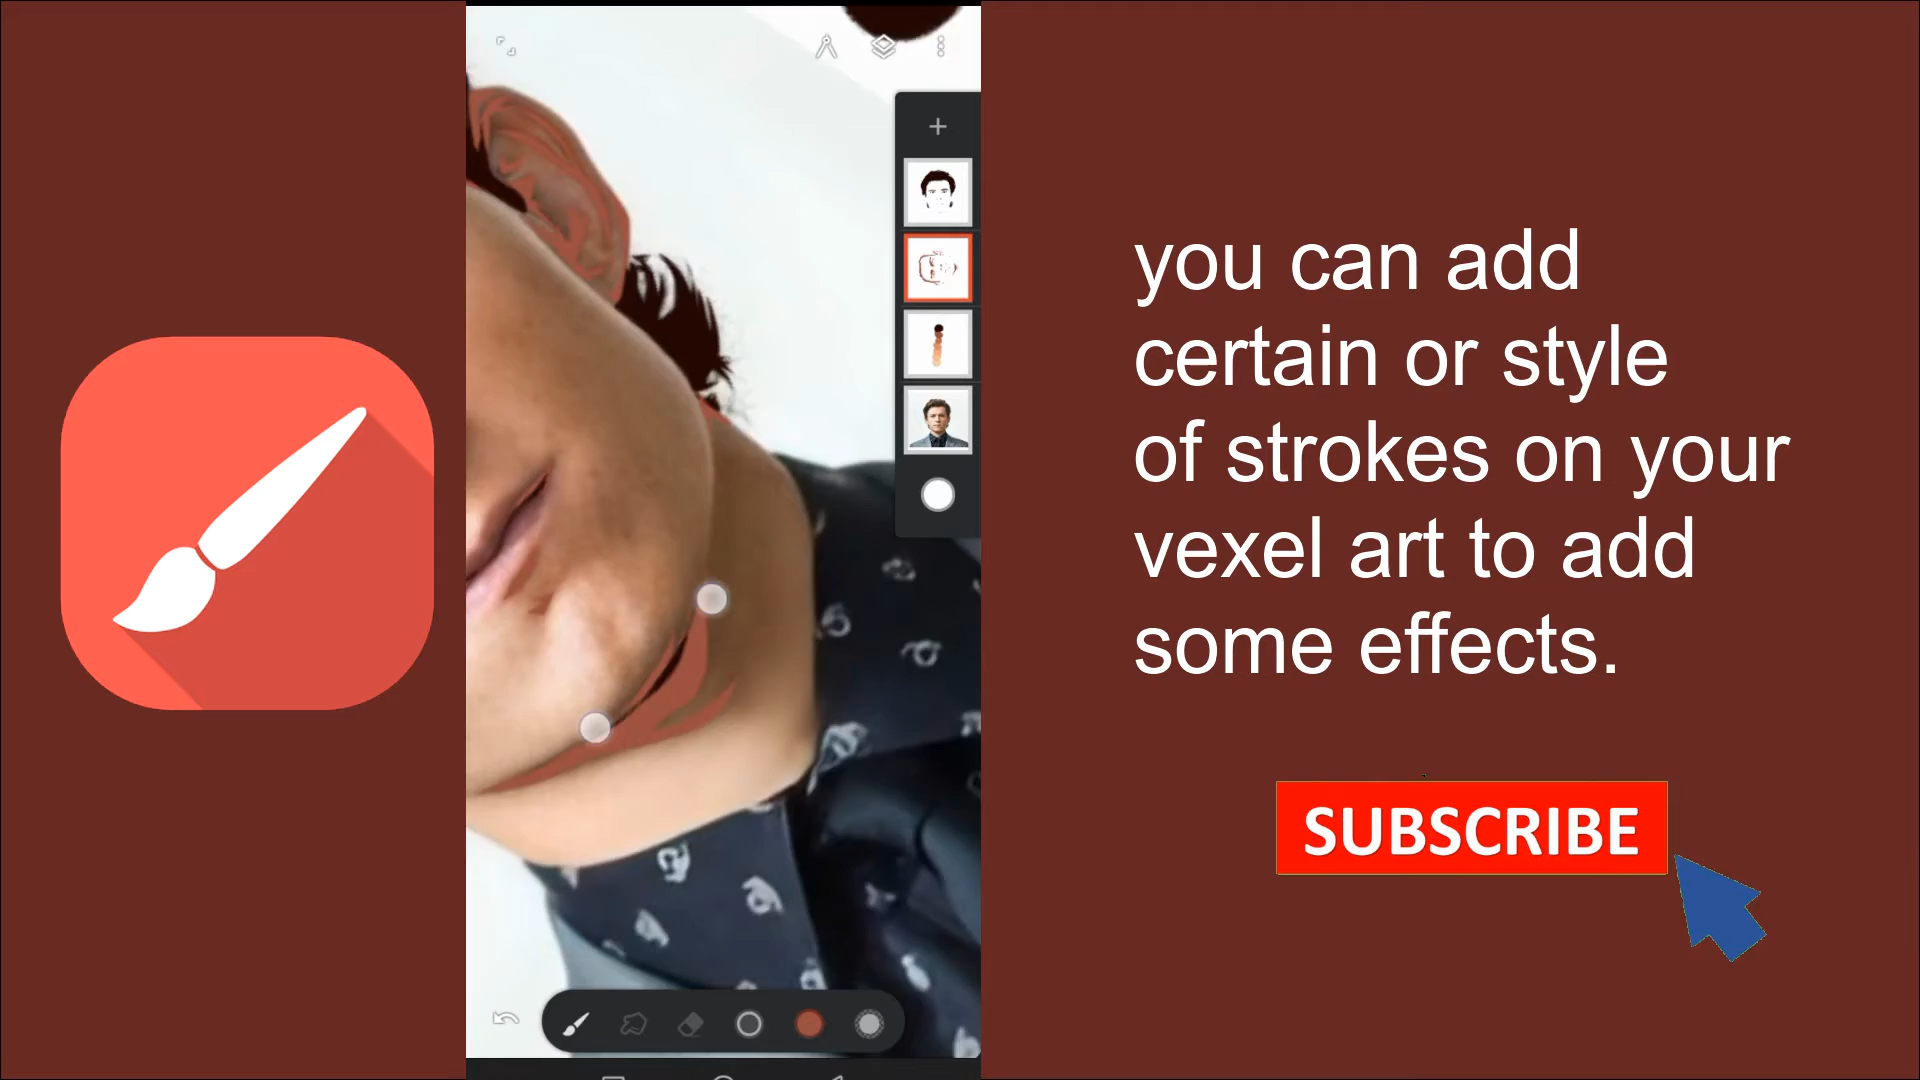 you can add
certain or style
of strokes on your
vexel art to add
some effects.
SUBSCRIBE